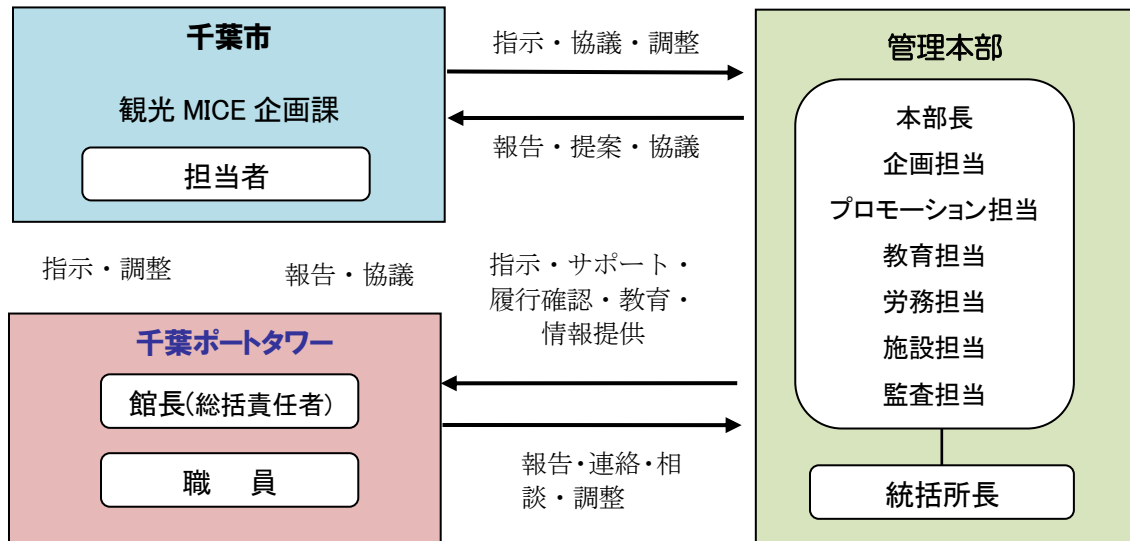 千葉市
観光 MICE 企画課
担当者
指示・協議・調整
報告・提案・協議
管理本部
本部長
企画担当
プロモーション担当
教育担当
労務担当
施設担当
監査担当
統括所長
指示・調整
報告・協議
指示・サポート・
履行確認・教育・
情報提供
千葉ポートタワー
館長(総括責任者)
職 員
報告・連絡・相
談・調整